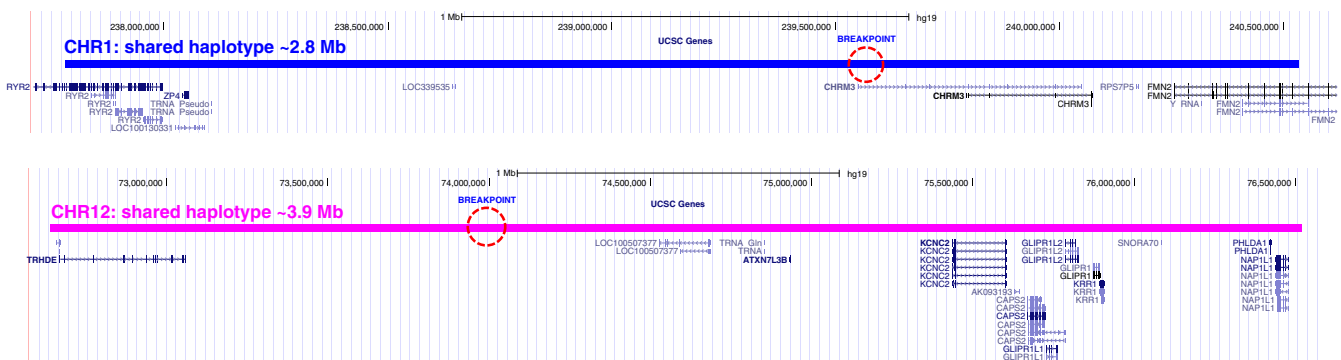 1 Mb hg19
238,000,000 238,500,000 239,000,000 239,500,000 240,000,000 240,500,000
BREAKPOINT
UCSC Genes
CHR1: shared haplotype ~2.8 Mb
RYR2 LOC339535 CHRM3 RPS7P5 FMN2
RYR2 ZP4 CHRM3 FMN2
RYR2 TRNA Pseudo CHRM3 Y RNA FMN2
RYR2 TRNA Pseudo FMN2
RYR2 FMN2
LOC100130331
1 Mb hg19
73,000,000 73,500,000 74,000,000 74,500,000 75,000,000 75,500,000 76,000,000 76,500,000
BREAKPOINT UCSC Genes
CHR12: shared haplotype ~3.9 Mb
LOC100507377 TRNA Gln KCNC2 GLIPR1L2 SNORA70 PHLDA1
LOC100507377 TRNA KCNC2 GLIPR1L2 PHLDA1
TRHDE ATXN7L3B KCNC2 GLIPR1L2 NAP1L1
KCNC2 GLIPR1 NAP1L1
KCNC2 GLIPR1 NAP1L1
KCNC2 KRR1 NAP1L1
AK093193 KRR1 NAP1L1
CAPS2 KRR1 NAP1L1
CAPS2 NAP1L1
CAPS2
CAPS2
CAPS2
CAPS2
GLIPR1L1
GLIPR1L1